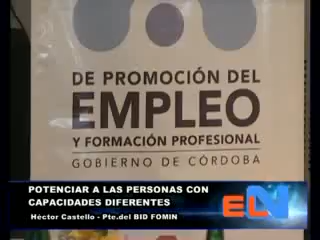 DE PROMOCIÓN DEL
EMPLEO
Y FORMACIÓN PROFESIONAL
GOBIERNO DE CÓRDOBA
POTENCIAR A LAS PERSONAS CON
CAPACIDADES DIFERENTES
Héctor Castello - Pte.del BID FOMIN
ELN